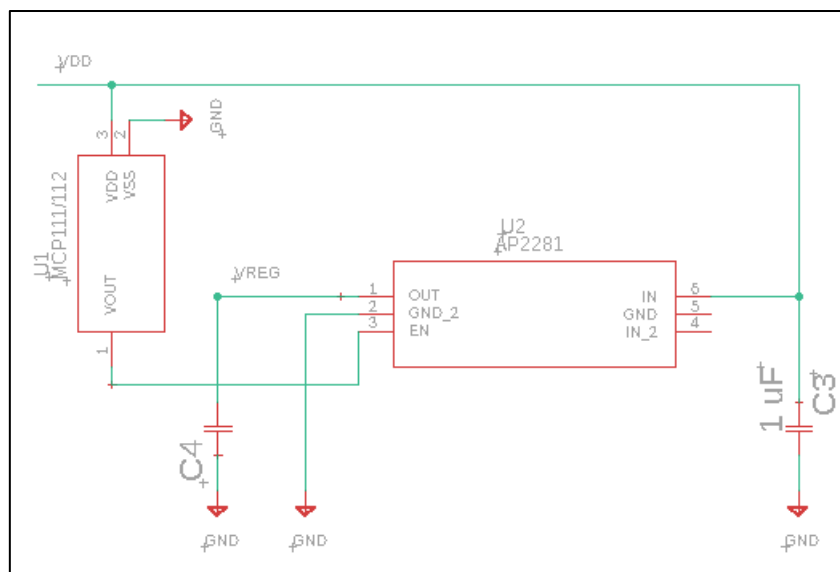 VDD
3
2
GND
VDD
VSS
U1
MCP111/112
VOUT
1
U2
AP2281
VREG
1
OUT
IN
6
2
GND_2
GND
5
3
EN
IN_2
4
C4
1 uF
C3
GND
GND
GND